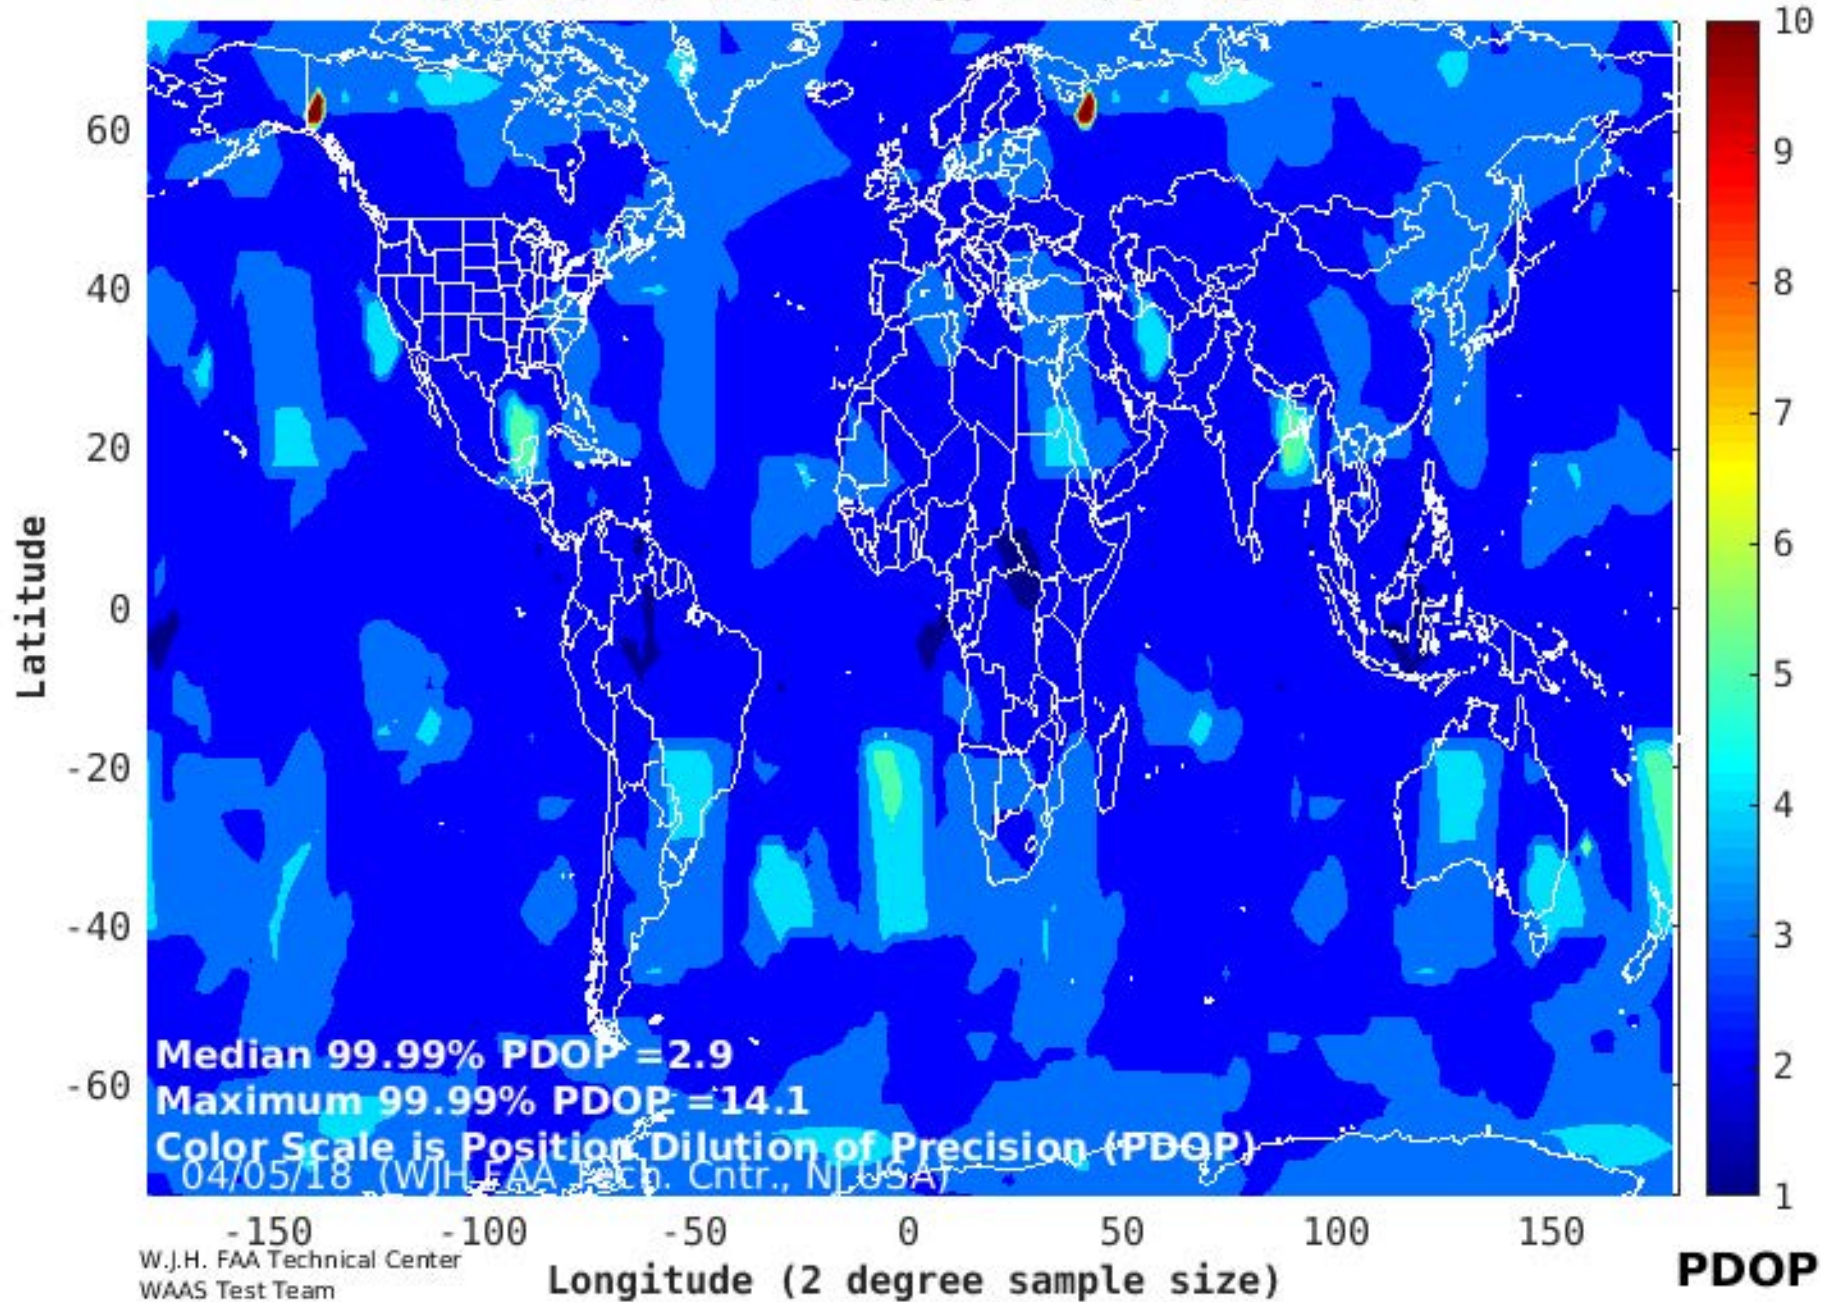 10
9
8
7
6
5
4
3
2
1
60
40
20
0
-20
-40
-60
Latitude
Median 99.99% PDOP =2.9
Maximum 99.99% PDOP =14.1
Color Scale is Position Dilution of Precision (PDOP)
04/05/18 (WJH FAA Tech. Cntr., NJ USA)
-150 -100 -50 0 50 100 150
W.J.H. FAA Technical Center
WAAS Test Team
Longitude (2 degree sample size)
PDOP